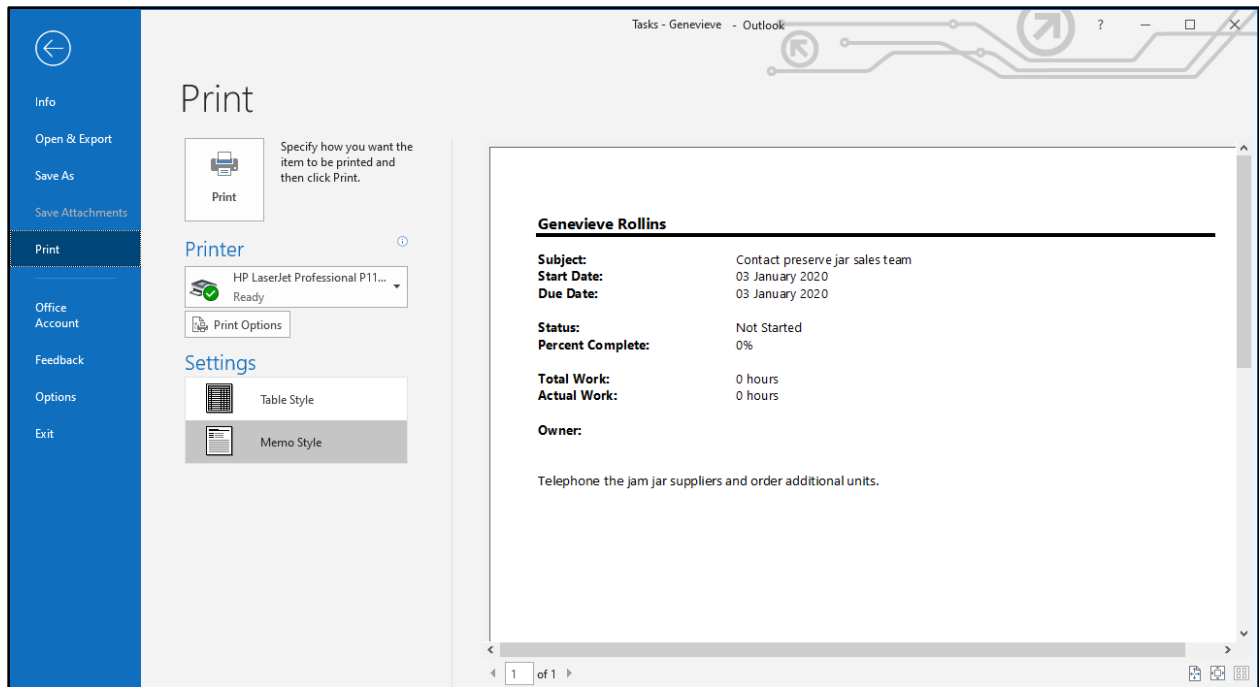 Tasks - Genevieve - Outlook
?
Info
Open & Export
Save As
Save Attachments
Print
Office
Account
Feedback
Options
Exit
Print
Print
Specify how you want the
item to be printed and
then click Print.
Printer
HP LaserJet Professional P11...
Ready
Print Options
Settings
Table Style
Memo Style
Genevieve Rollins
Subject: Contact preserve jar sales team
Start Date: 03 January 2020
Due Date: 03 January 2020
Status: Not Started
Percent Complete: 0%
Total Work: 0 hours
Actual Work: 0 hours
Owner:
Telephone the jam jar suppliers and order additional units.
1 of 1